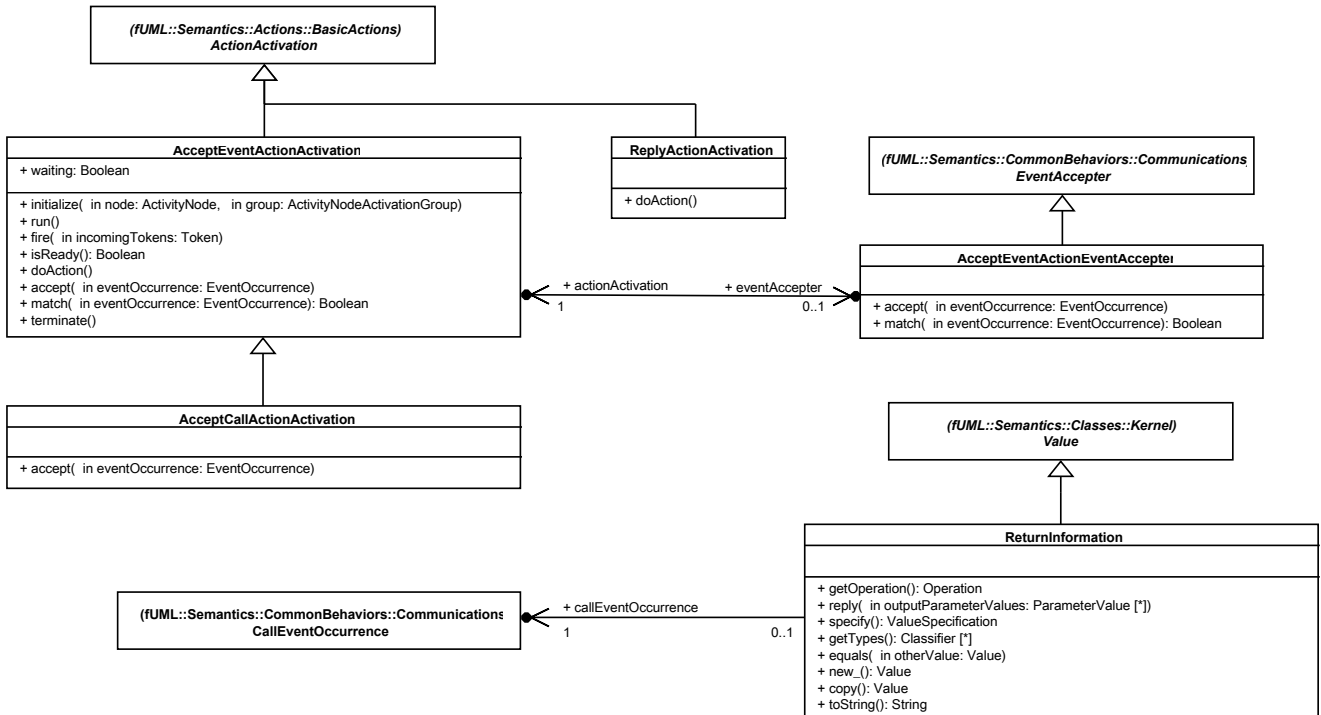 (fUML::Semantics::Actions::BasicActions)
ActionActivation
AcceptEventActionActivation
+ waiting: Boolean
+ initialize(  in node: ActivityNode,   in group: ActivityNodeActivationGroup)
+ run()
+ fire(  in incomingTokens: Token)
+ isReady(): Boolean
+ doAction()
+ accept(  in eventOccurrence: EventOccurrence)
+ match(  in eventOccurrence: EventOccurrence): Boolean
+ terminate()
ReplyActionActivation
+ doAction()
(fUML::Semantics::CommonBehaviors::Communications
EventAccepter
AcceptEventActionEventAccepter
+ accept(  in eventOccurrence: EventOccurrence)
+ match(  in eventOccurrence: EventOccurrence): Boolean
+ actionActivation
1
+ eventAccepter
0..1
AcceptCallActionActivation
+ accept(  in eventOccurrence: EventOccurrence)
(fUML::Semantics::Classes::Kernel)
Value
ReturnInformation
+ getOperation(): Operation
+ reply(  in outputParameterValues: ParameterValue [*])
+ specify(): ValueSpecification
+ getTypes(): Classifier [*]
+ equals(  in otherValue: Value)
+ new_(): Value
+ copy(): Value
+ toString(): String
(fUML::Semantics::CommonBehaviors::Communications
CallEventOccurrence
+ callEventOccurrence
1
0..1